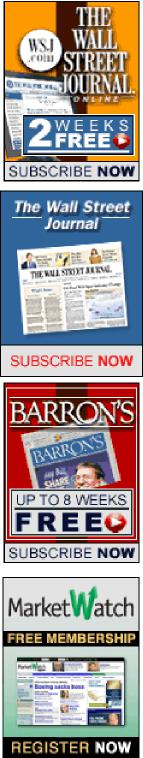 WSJ
.com
THE
WALL
STREET
JOURNAL.
ONLINE
2 WEEKS
FREE
SUBSCRIBE NOW
The Wall Street
Journal
THE WALL STREET JOURNAL.
SUBSCRIBE NOW
BARRON'S
BARRON'S
UP TO 8 WEEKS
FREE
SUBSCRIBE NOW
MarketWatch
FREE MEMBERSHIP
MarketWatch
Boeing sacks boss
REGISTER NOW